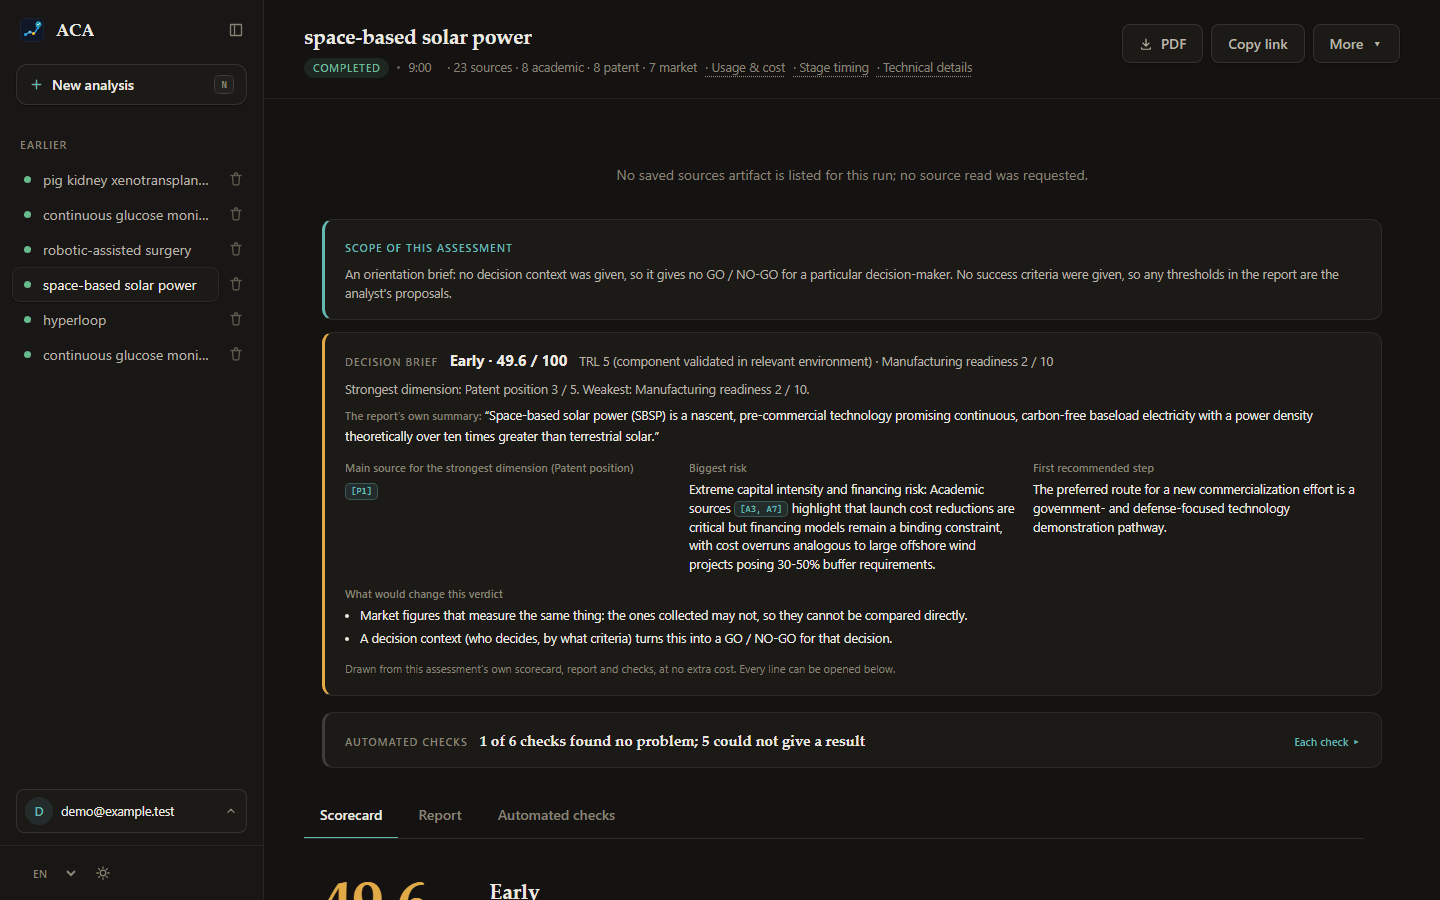 ACA
New analysis N
EARLIER
pig kidney xenotransplan...
continuous glucose moni...
robotic-assisted surgery
space-based solar power
hyperloop
continuous glucose moni...
D demo@example.test
EN
space-based solar power
COMPLETED • 9:00 · 23 sources · 8 academic · 8 patent · 7 market · Usage & cost · Stage timing · Technical details
PDF
Copy link
More
No saved sources artifact is listed for this run; no source read was requested.
SCOPE OF THIS ASSESSMENT
An orientation brief: no decision context was given, so it gives no GO / NO-GO for a particular decision-maker. No success criteria were given, so any thresholds in the report are the
analyst's proposals.
DECISION BRIEF Early · 49.6 / 100 TRL 5 (component validated in relevant environment) · Manufacturing readiness 2 / 10
Strongest dimension: Patent position 3 / 5. Weakest: Manufacturing readiness 2 / 10.
The report's own summary: “Space-based solar power (SBSP) is a nascent, pre-commercial technology promising continuous, carbon-free baseload electricity with a power density
theoretically over ten times greater than terrestrial solar.”
Main source for the strongest dimension (Patent position)
[P1]
Biggest risk
Extreme capital intensity and financing risk: Academic
sources [A3, A7] highlight that launch cost reductions are
critical but financing models remain a binding constraint,
with cost overruns analogous to large offshore wind
projects posing 30-50% buffer requirements.
First recommended step
The preferred route for a new commercialization effort is a
government- and defense-focused technology
demonstration pathway.
What would change this verdict
• Market figures that measure the same thing: the ones collected may not, so they cannot be compared directly.
• A decision context (who decides, by what criteria) turns this into a GO / NO-GO for that decision.
Drawn from this assessment's own scorecard, report and checks, at no extra cost. Every line can be opened below.
AUTOMATED CHECKS 1 of 6 checks found no problem; 5 could not give a result
Each check ▸
Scorecard
Report
Automated checks
49.6
Early